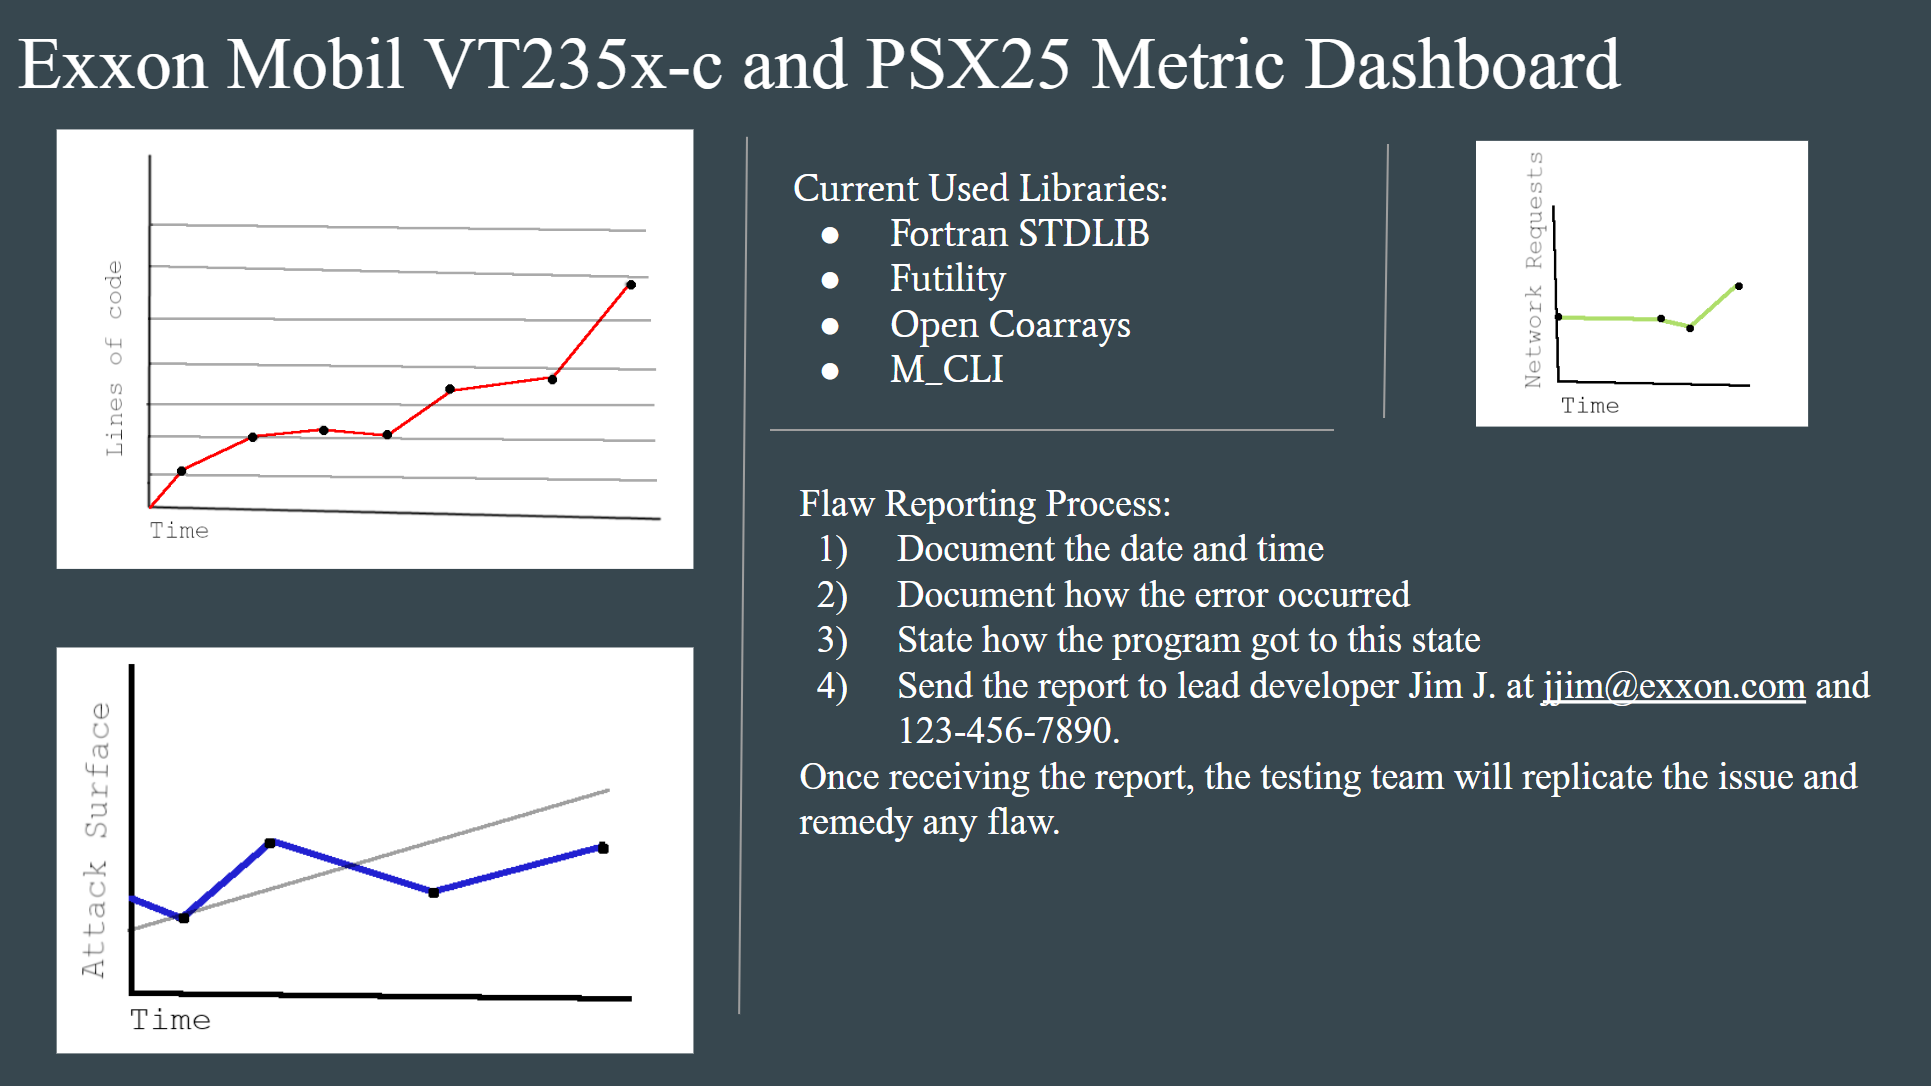 Exxon Mobil VT235x-c and PSX25 Metric Dashboard
Lines of code
Time
Attack Surface
Time
Current Used Libraries:
● Fortran STDLIB
● Futility
● Open Coarrays
● M_CLI
Network Requests
Time
Flaw Reporting Process:
1) Document the date and time
2) Document how the error occurred
3) State how the program got to this state
4) Send the report to lead developer Jim J. at jjim@exxon.com and
123-456-7890.
Once receiving the report, the testing team will replicate the issue and
remedy any flaw.